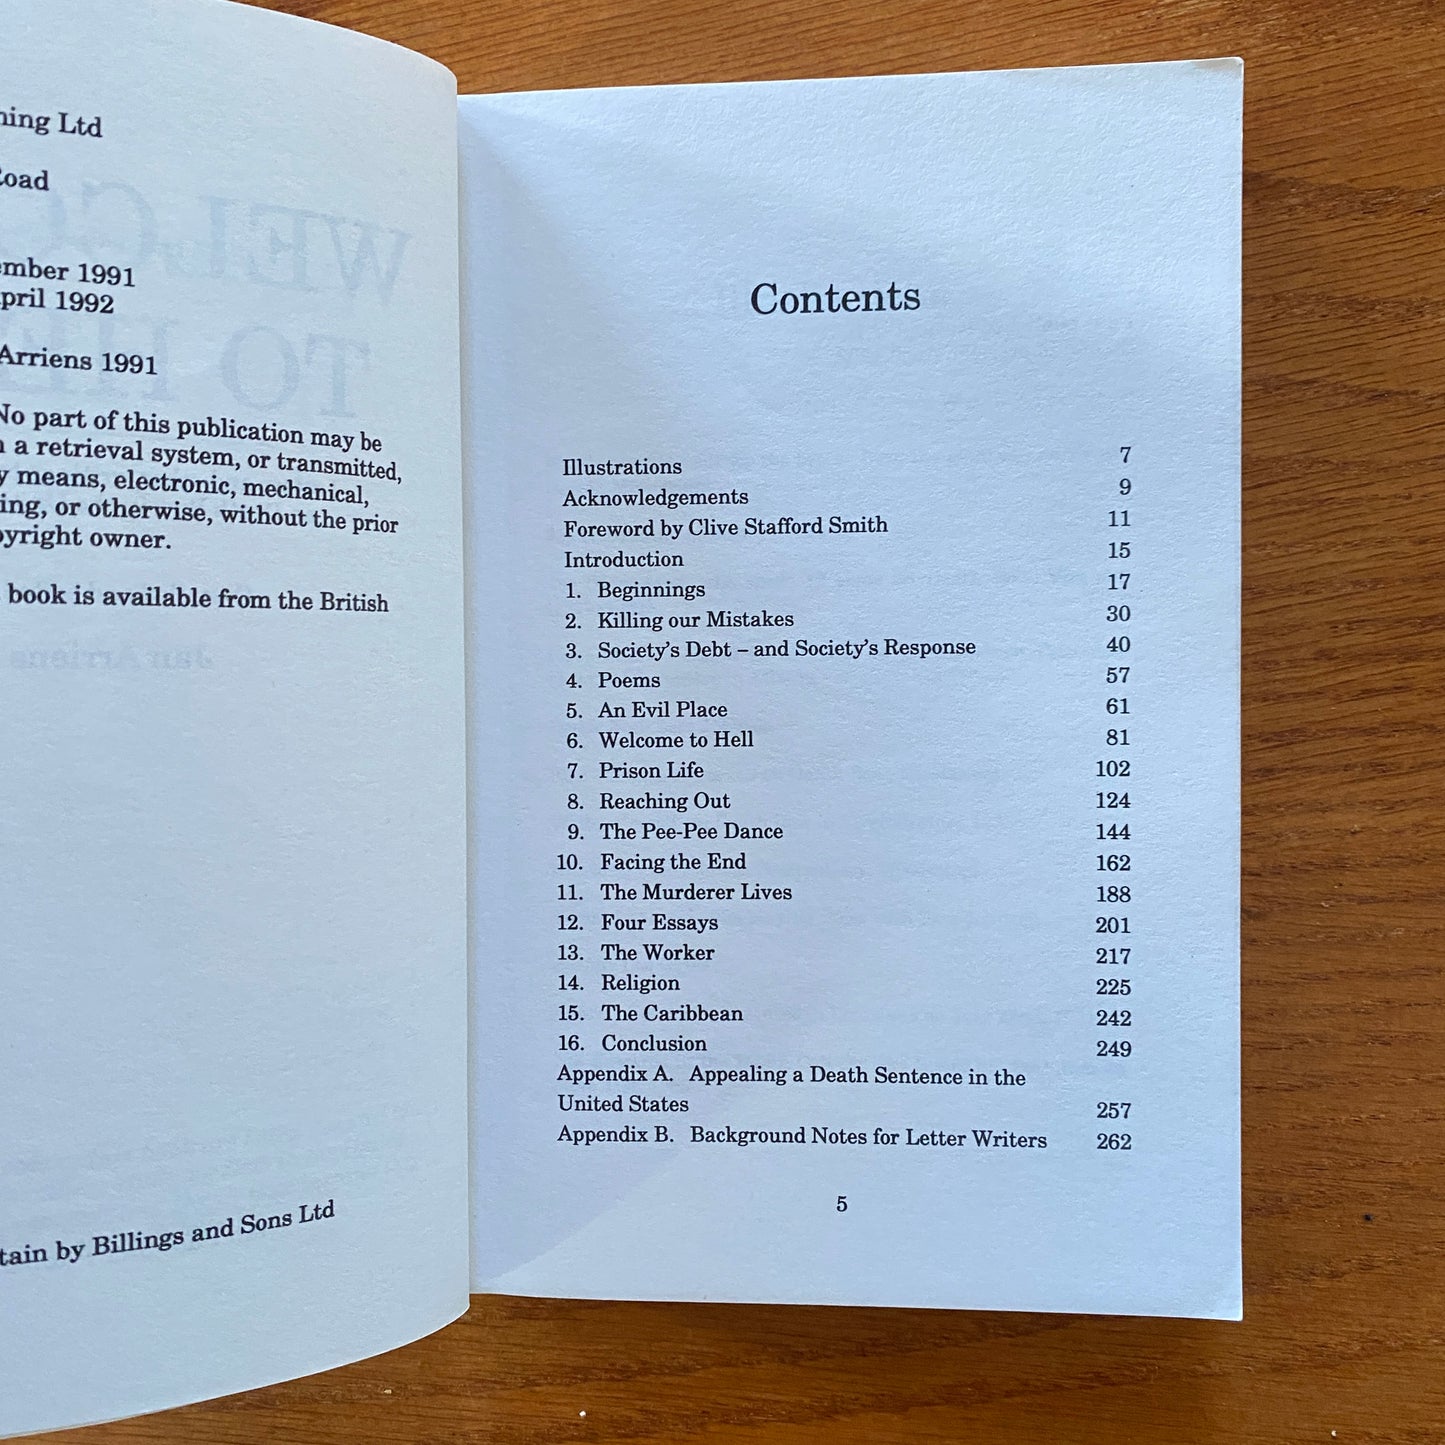 Ltd
1991
1992
Arriens 1991
No part of this publication may be
a retrieval system, or transmitted,
means, electronic, mechanical,
or otherwise, without the prior
owner.
book is available from the British
by Billings and Sons Ltd
Contents
Illustrations 7
Acknowledgements 9
Foreword by Clive Stafford Smith 11
Introduction 15
1. Beginnings 17
2. Killing our Mistakes 30
3. Society's Debt – and Society's Response 40
4. Poems 57
5. An Evil Place 61
6. Welcome to Hell 81
7. Prison Life 102
8. Reaching Out 124
9. The Pee-Pee Dance 144
10. Facing the End 162
11. The Murderer Lives 188
12. Four Essays 201
13. The Worker 217
14. Religion 225
15. The Caribbean 242
16. Conclusion 249
Appendix A. Appealing a Death Sentence in the
United States 257
Appendix B. Background Notes for Letter Writers 262
5